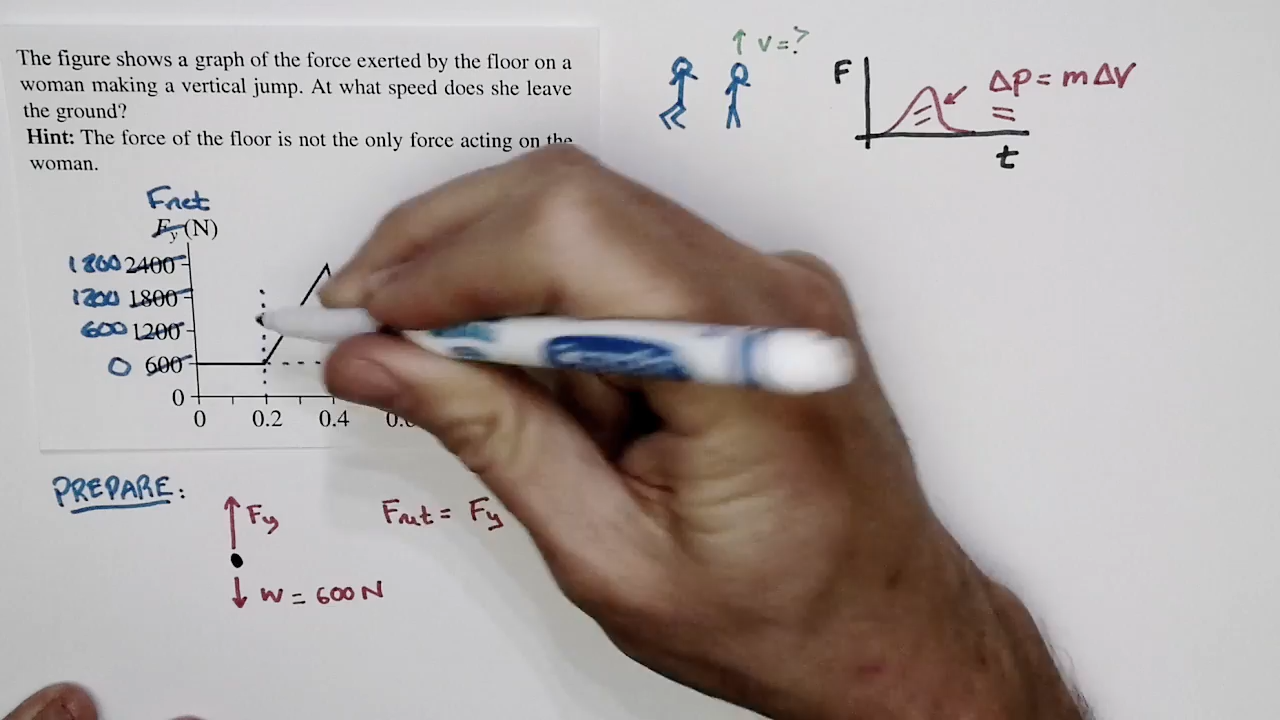 The figure shows a graph of the force exerted by the floor on a
woman making a vertical jump. At what speed does she leave
the ground?
Hint: The force of the floor is not the only force acting on the
woman.
Fnet
Fy (N)
1800 2400
1200 1800
600 1200
0 600
0
0 0.2 0.4
PREPARE:
Fy
W = 600 N
Fnet = Fy
↑ V = ?
F
Δp = mΔV
=
t